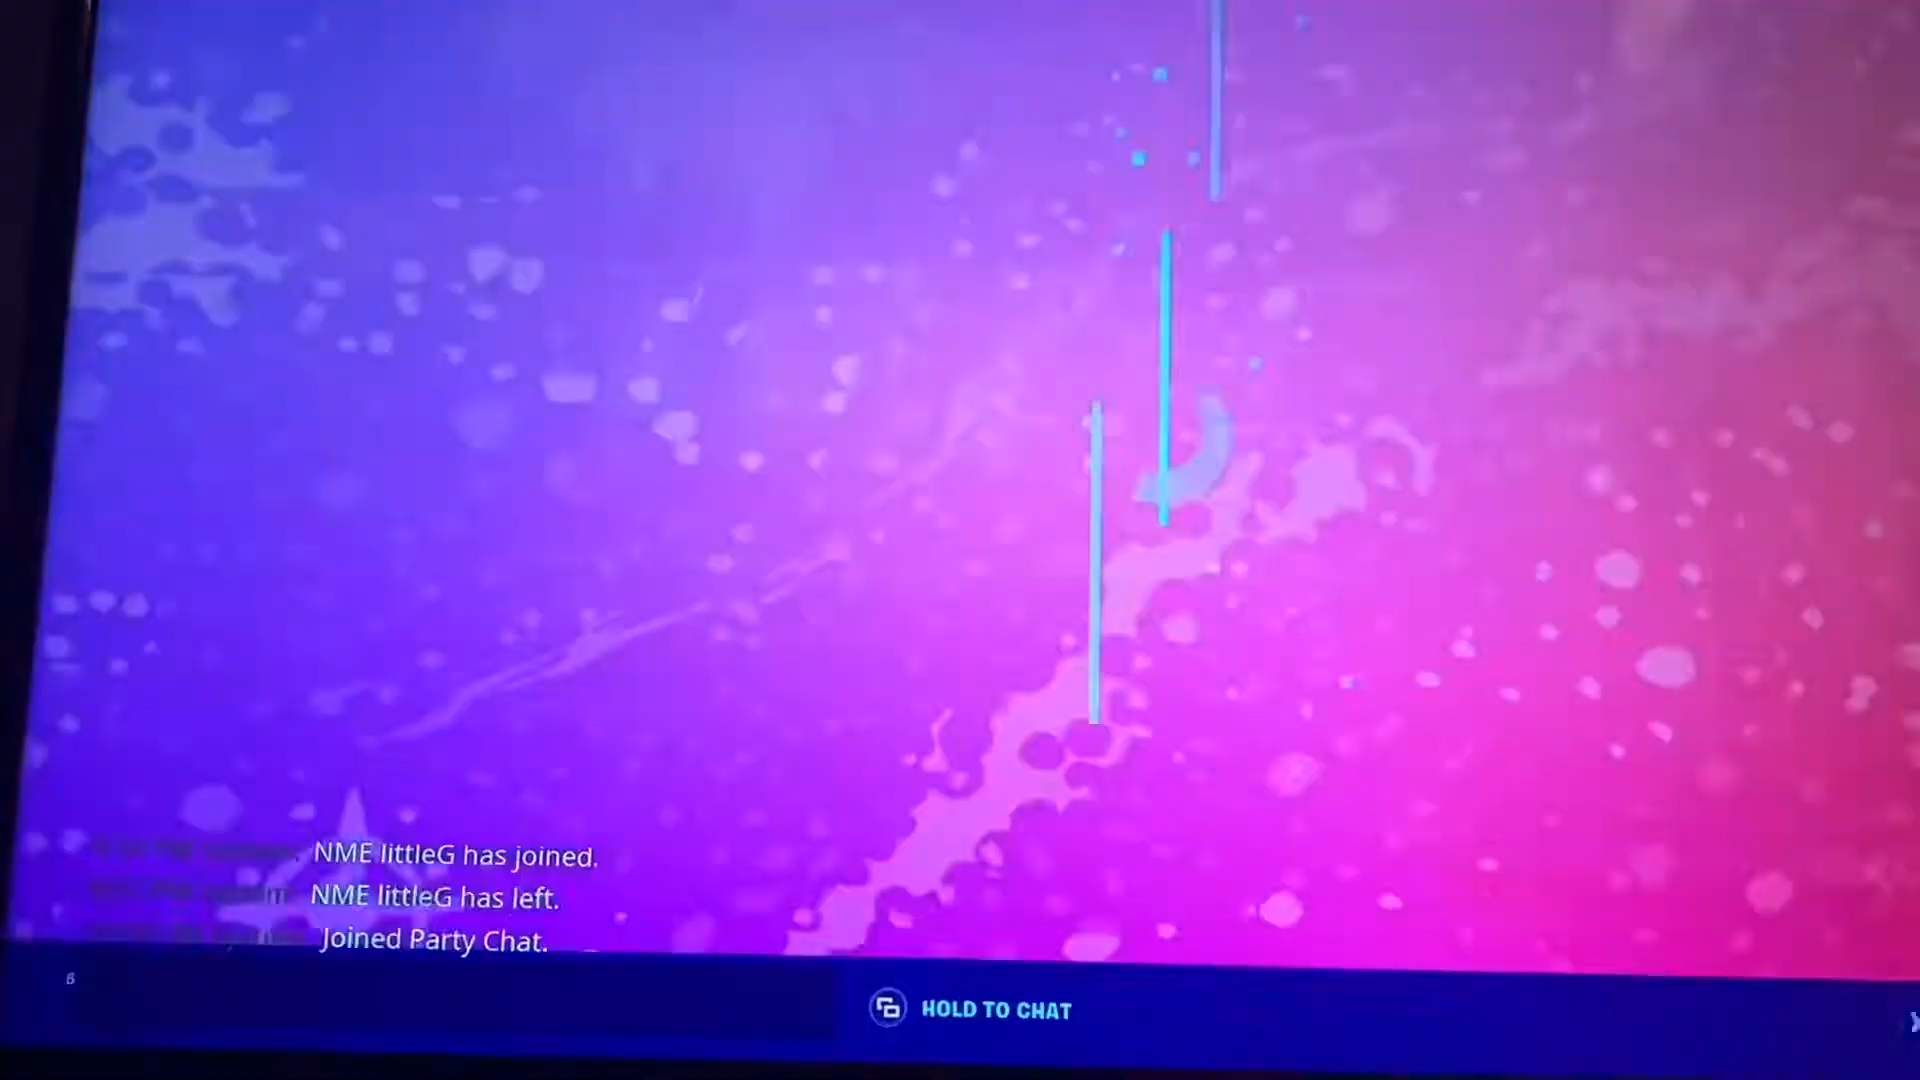 NME littleG has joined.
NME littleG has left.
Joined Party Chat.
HOLD TO CHAT